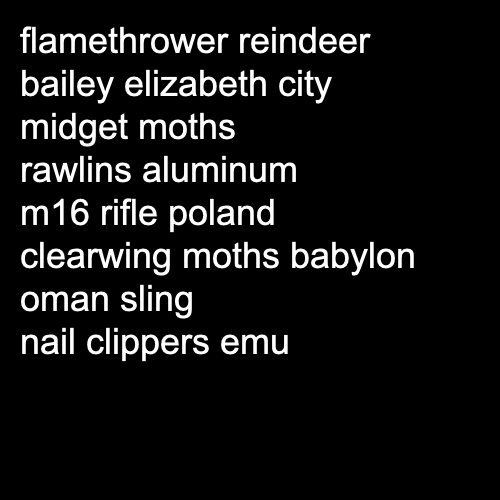 flamethrower reindeer
bailey elizabeth city
midget moths
rawlins aluminum
m16 rifle poland
clearwing moths babylon
oman sling
nail clippers emu